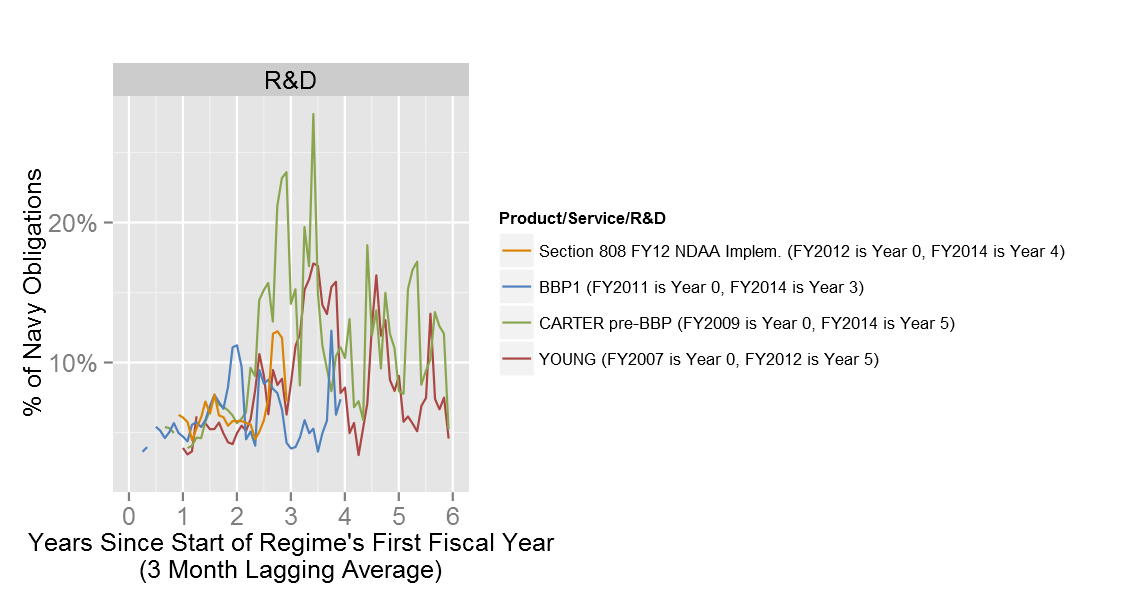 R&D
% of Navy Obligations
20%
10%
0 1 2 3 4 5 6
Years Since Start of Regime's First Fiscal Year
(3 Month Lagging Average)
Product/Service/R&D
Section 808 FY12 NDAA Implem. (FY2012 is Year 0, FY2014 is Year 4)
BBP1 (FY2011 is Year 0, FY2014 is Year 3)
CARTER pre-BBP (FY2009 is Year 0, FY2014 is Year 5)
YOUNG (FY2007 is Year 0, FY2012 is Year 5)